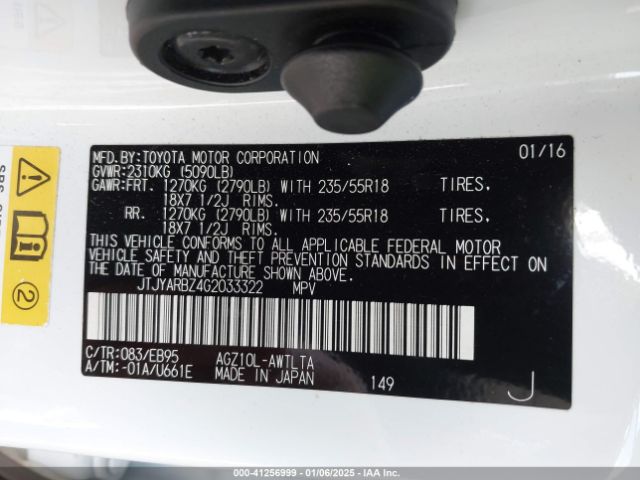 MFD.BY:TOYOTA MOTOR CORPORATION 01/16
GVWR:2310KG (5090LB)
GAWR:FRT. 1270KG (2790LB) WITH 235/55R18 TIRES.
18X7 1/2J RIMS.
RR. 1270KG (2790LB) WITH 235/55R18 TIRES.
18X7 1/2J RIMS.
THIS VEHICLE CONFORMS TO ALL APPLICABLE FEDERAL MOTOR
VEHICLE SAFETY AND THEFT PREVENTION STANDARDS IN EFFECT ON
THE DATE OF MANUFACTURE SHOWN ABOVE.
JTJYARBZ4G2033322 MPV
C/TR:083/EB95 AGZ10L-AWTLTA
A/TM:-01A/U661E MADE IN JAPAN 149 J
2
000-41256999 — 01/06/2025 — IAAI